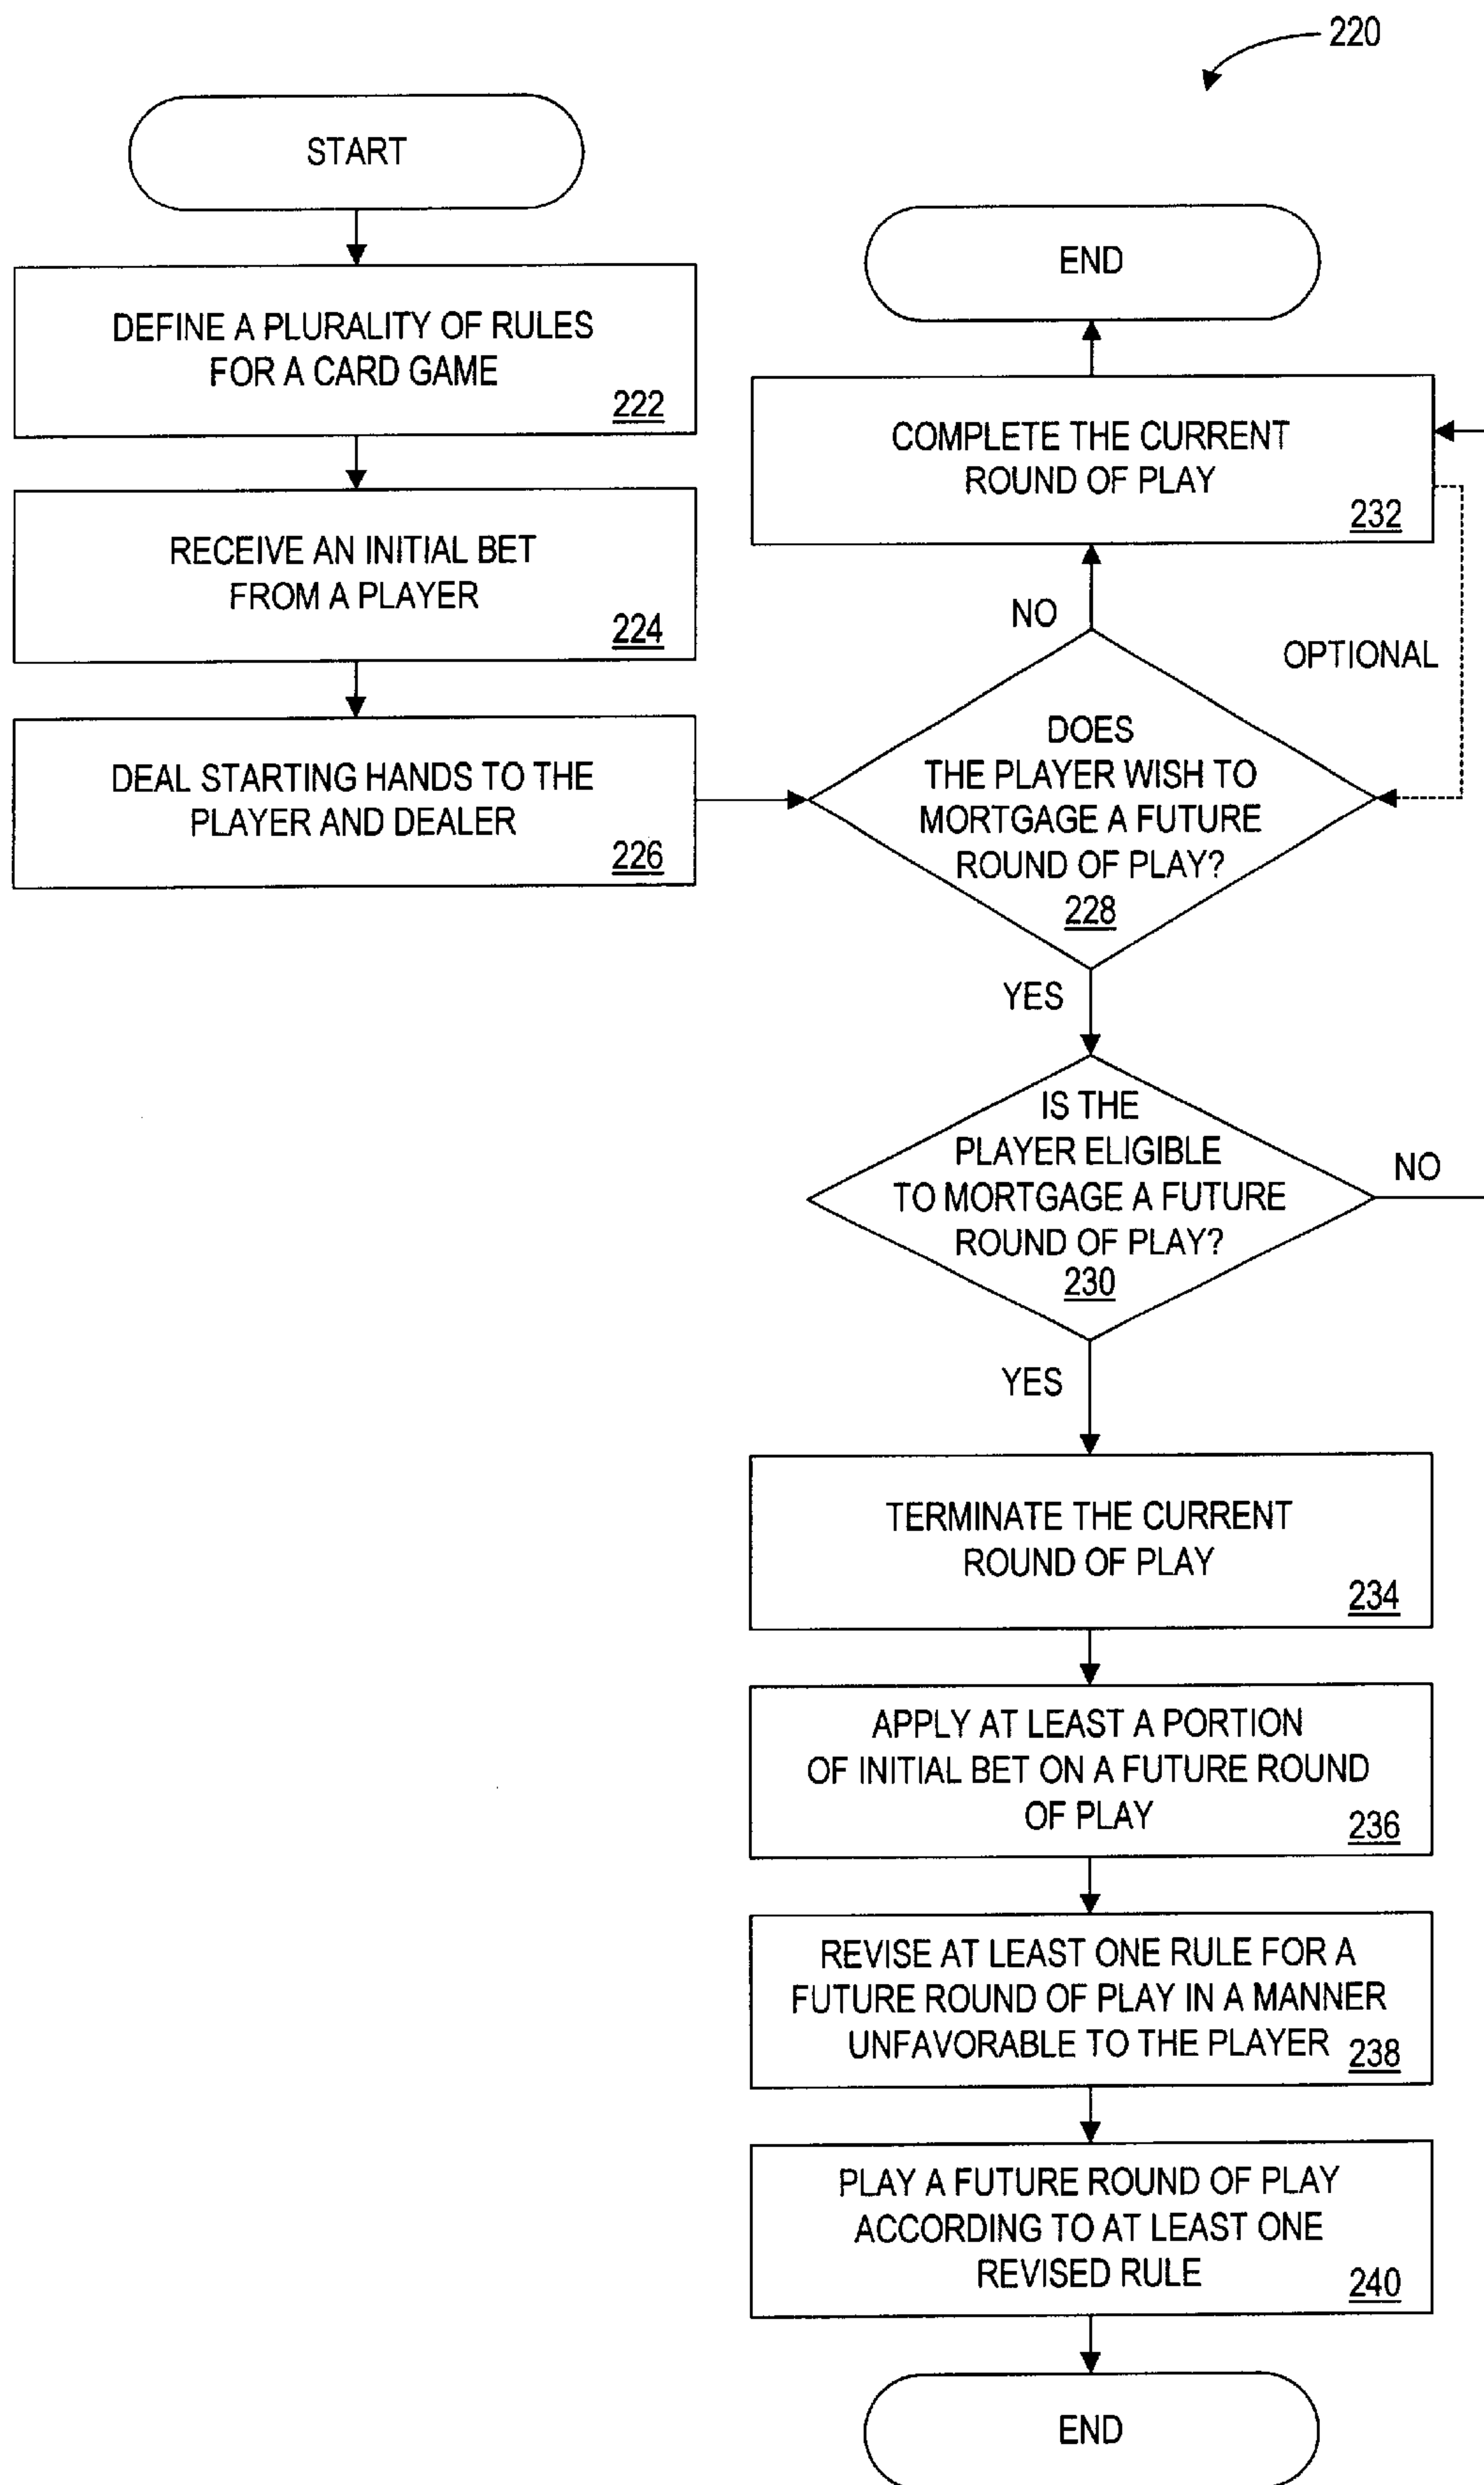 220
START
DEFINE A PLURALITY OF RULES
FOR A CARD GAME
222
RECEIVE AN INITIAL BET
FROM A PLAYER
224
DEAL STARTING HANDS TO THE
PLAYER AND DEALER
226
END
COMPLETE THE CURRENT
ROUND OF PLAY
232
NO
OPTIONAL
DOES
THE PLAYER WISH TO
MORTGAGE A FUTURE
ROUND OF PLAY?
228
YES
IS THE
PLAYER ELIGIBLE
TO MORTGAGE A FUTURE
ROUND OF PLAY?
230
NO
YES
TERMINATE THE CURRENT
ROUND OF PLAY
234
APPLY AT LEAST A PORTION
OF INITIAL BET ON A FUTURE ROUND
OF PLAY
236
REVISE AT LEAST ONE RULE FOR A
FUTURE ROUND OF PLAY IN A MANNER
UNFAVORABLE TO THE PLAYER
238
PLAY A FUTURE ROUND OF PLAY
ACCORDING TO AT LEAST ONE
REVISED RULE
240
END